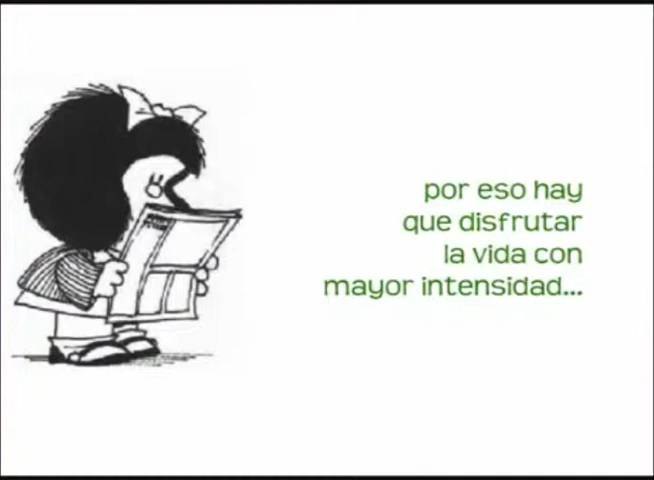 por eso hay
que disfrutar
la vida con
mayor intensidad...